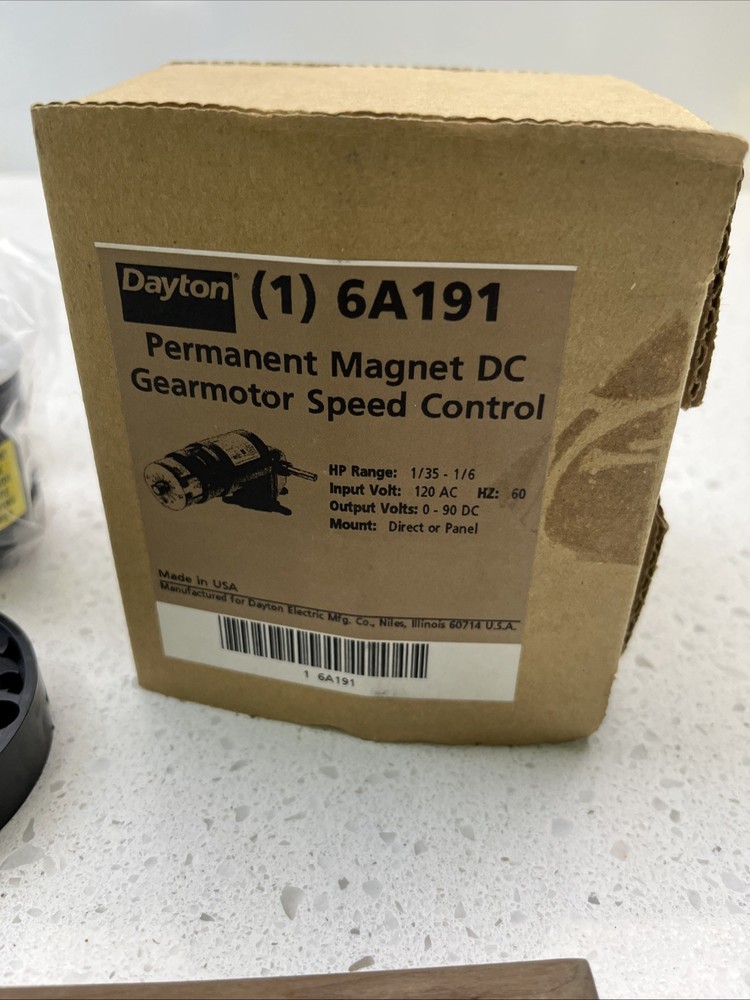 Dayton® (1) 6A191
Permanent Magnet DC
Gearmotor Speed Control
HP Range: 1/35 - 1/6
Input Volt: 120 AC HZ: 60
Output Volts: 0 - 90 DC
Mount: Direct or Panel
Made in USA
Manufactured for Dayton Electric Mfg. Co., Niles, Illinois 60714 U.S.A.
1 6A191